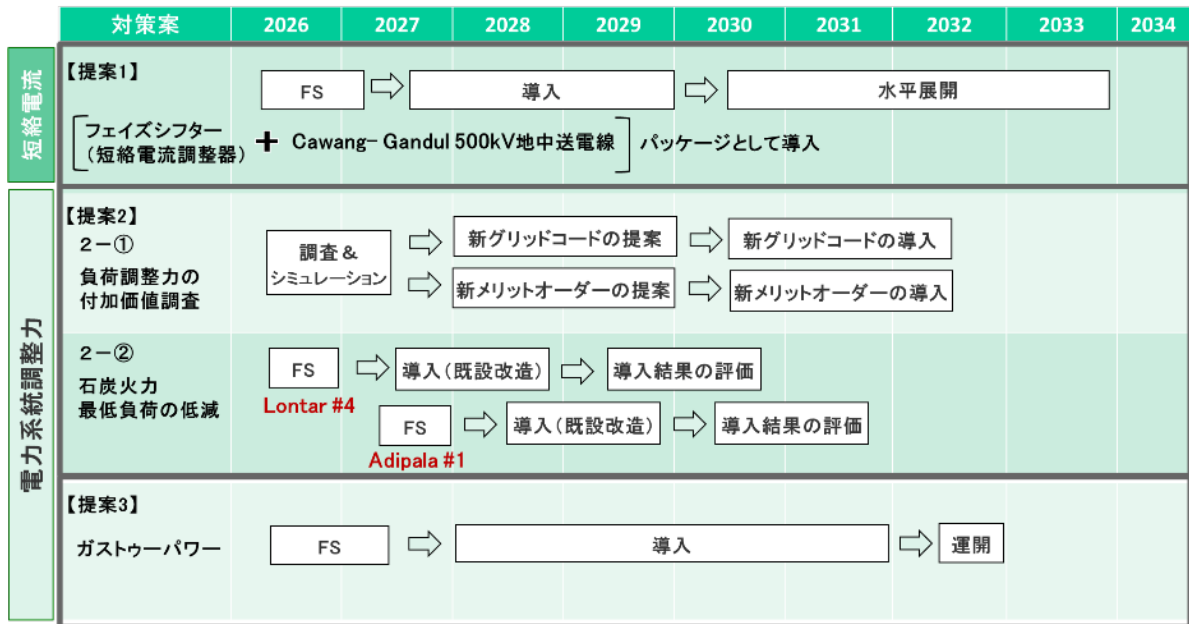 対策案 2026 2027 2028 2029 2030 2031 2032 2033 2034
短絡電流
【提案1】
FS 導入 水平展開
フェイズシフター
(短絡電流調整器)
+ Cawang- Gandul 500kV地中送電線
パッケージとして導入
電力系統調整力
【提案2】
2-①
負荷調整力の
付加価値調査
調査&
シミュレーション
新グリッドコードの提案 新グリッドコードの導入
新メリットオーダーの提案 新メリットオーダーの導入
2-②
石炭火力
最低負荷の低減
FS 導入(既設改造) 導入結果の評価
Lontar #4
FS 導入(既設改造) 導入結果の評価
Adipala #1
【提案3】
ガストゥーパワー
FS 導入 運開